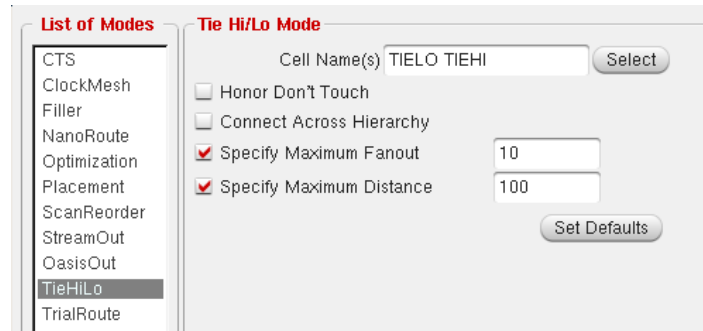 List of Modes
CTS
ClockMesh
Filler
NanoRoute
Optimization
Placement
ScanReorder
StreamOut
OasisOut
TieHiLo
TrialRoute
Tie Hi/Lo Mode
Cell Name(s) TIELO TIEHI Select
Honor Don't Touch
Connect Across Hierarchy
Specify Maximum Fanout 10
Specify Maximum Distance 100
Set Defaults